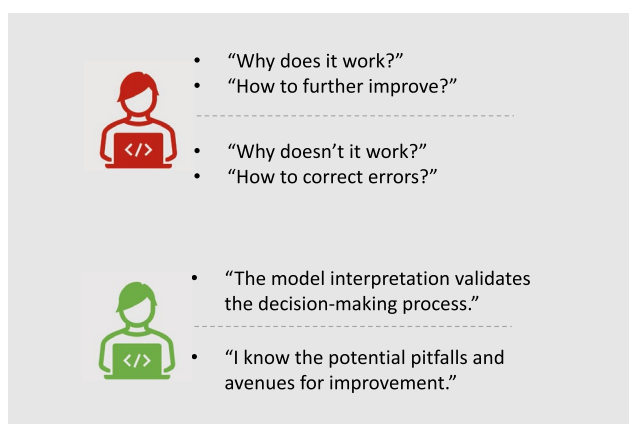 • “Why does it work?”
• “How to further improve?”
</>
• “Why doesn’t it work?”
• “How to correct errors?”
• “The model interpretation validates
the decision-making process.”
</>
• “I know the potential pitfalls and
avenues for improvement.”